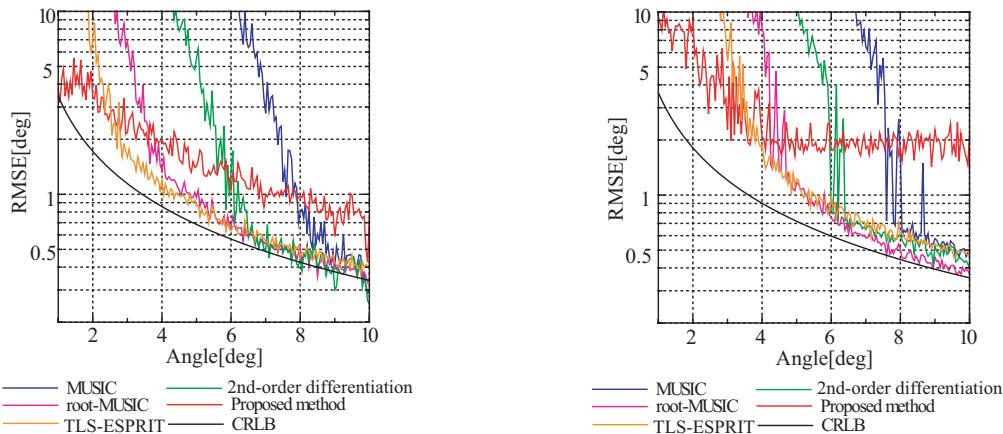 10
5
1
0.5
RMSE[deg]
2 4 6 8 10
Angle[deg]
MUSIC
root-MUSIC
TLS-ESPRIT
2nd-order differentiation
Proposed method
CRLB
10
5
1
0.5
RMSE[deg]
2 4 6 8 10
Angle[deg]
MUSIC
root-MUSIC
TLS-ESPRIT
2nd-order differentiation
Proposed method
CRLB